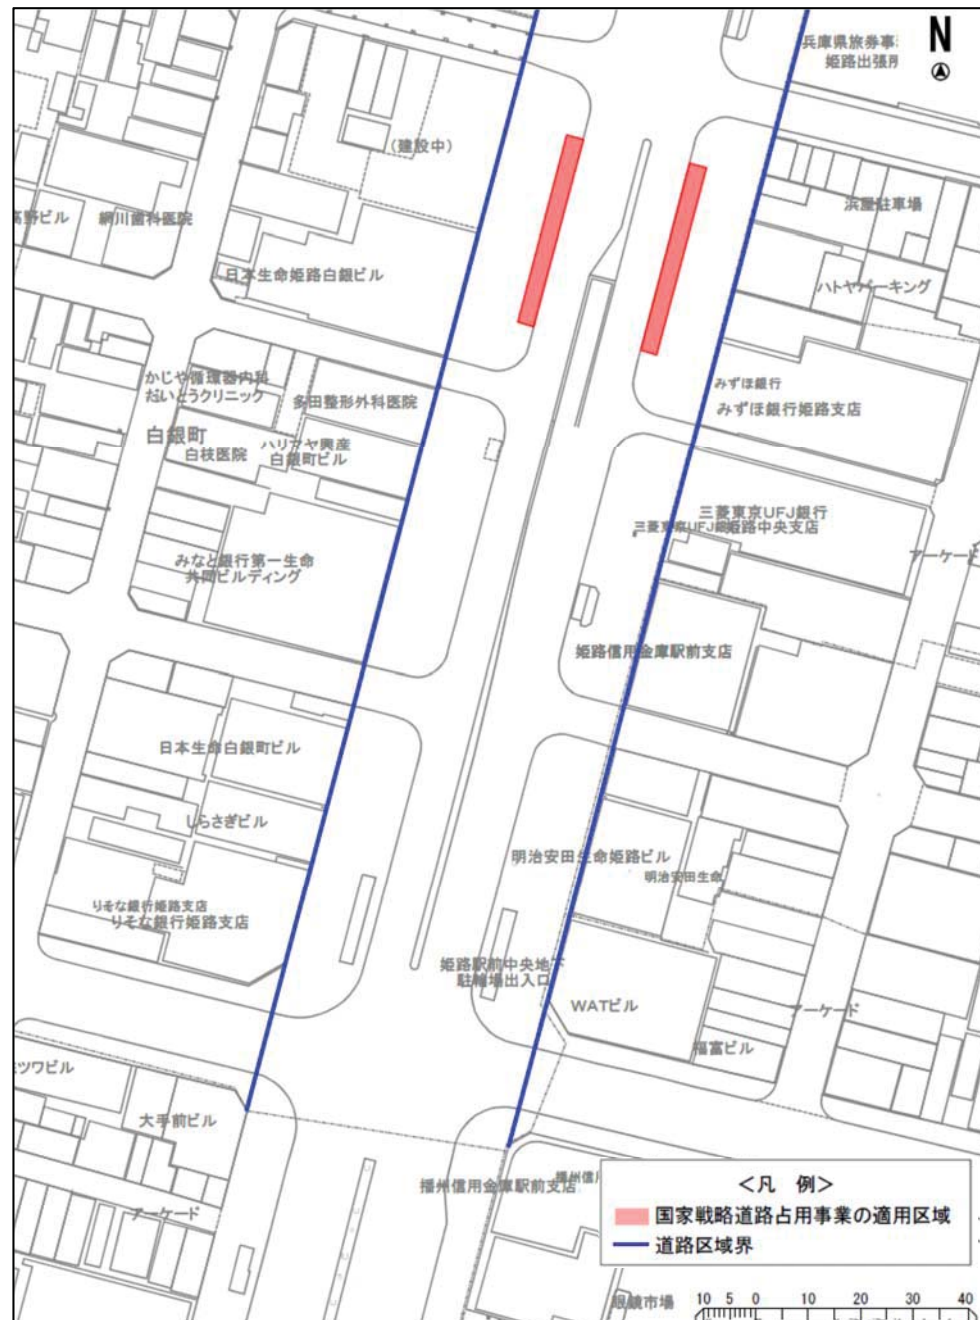 N
兵庫県旅券事
姫路出張所
(建設中)
網川歯科医院
浜屋駐車場
日本生命姫路白銀ビル
ハトヤパーキング
かじや循環器内科
だいとうクリニック
多田整形外科医院
みずほ銀行
みずほ銀行姫路支店
白銀町
白枝医院
ハリマヤ興産
白銀町ビル
三菱東京UFJ銀行
三菱東京UFJ銀行姫路中央支店
アーケード
みなと銀行第一生命
共同ビルディング
姫路信用金庫駅前支店
日本生命白銀町ビル
しらさぎビル
明治安田生命姫路ビル
明治安田生命
りそな銀行姫路支店
りそな銀行姫路支店
姫路駅前中央地下
駐輪場出入口
WATビル
アーケード
福富ビル
ミツワビル
大手前ビル
播州信用金庫駅前支店
播州信用
アーケード
<凡 例>
国家戦略道路占用事業の適用区域
道路区域界
眼鏡市場
10 5 0 10 20 30 40